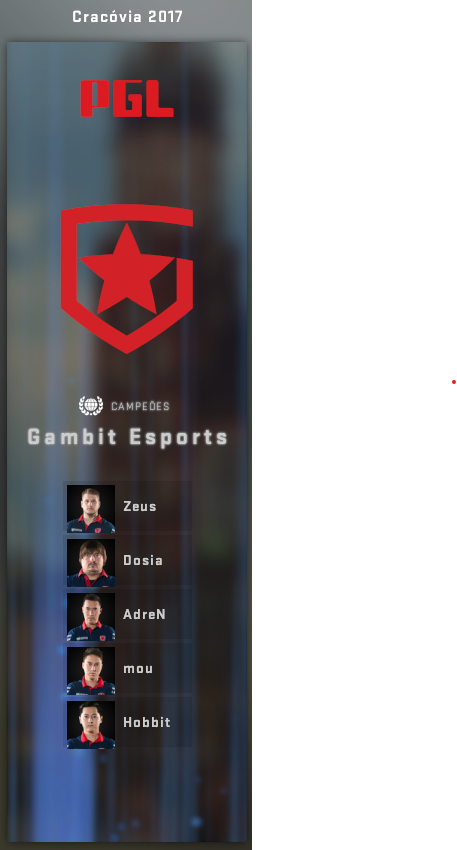 Cracóvia 2017
PGL
CAMPEÕES
Gambit Esports
Zeus
Dosia
AdreN
mou
Hobbit